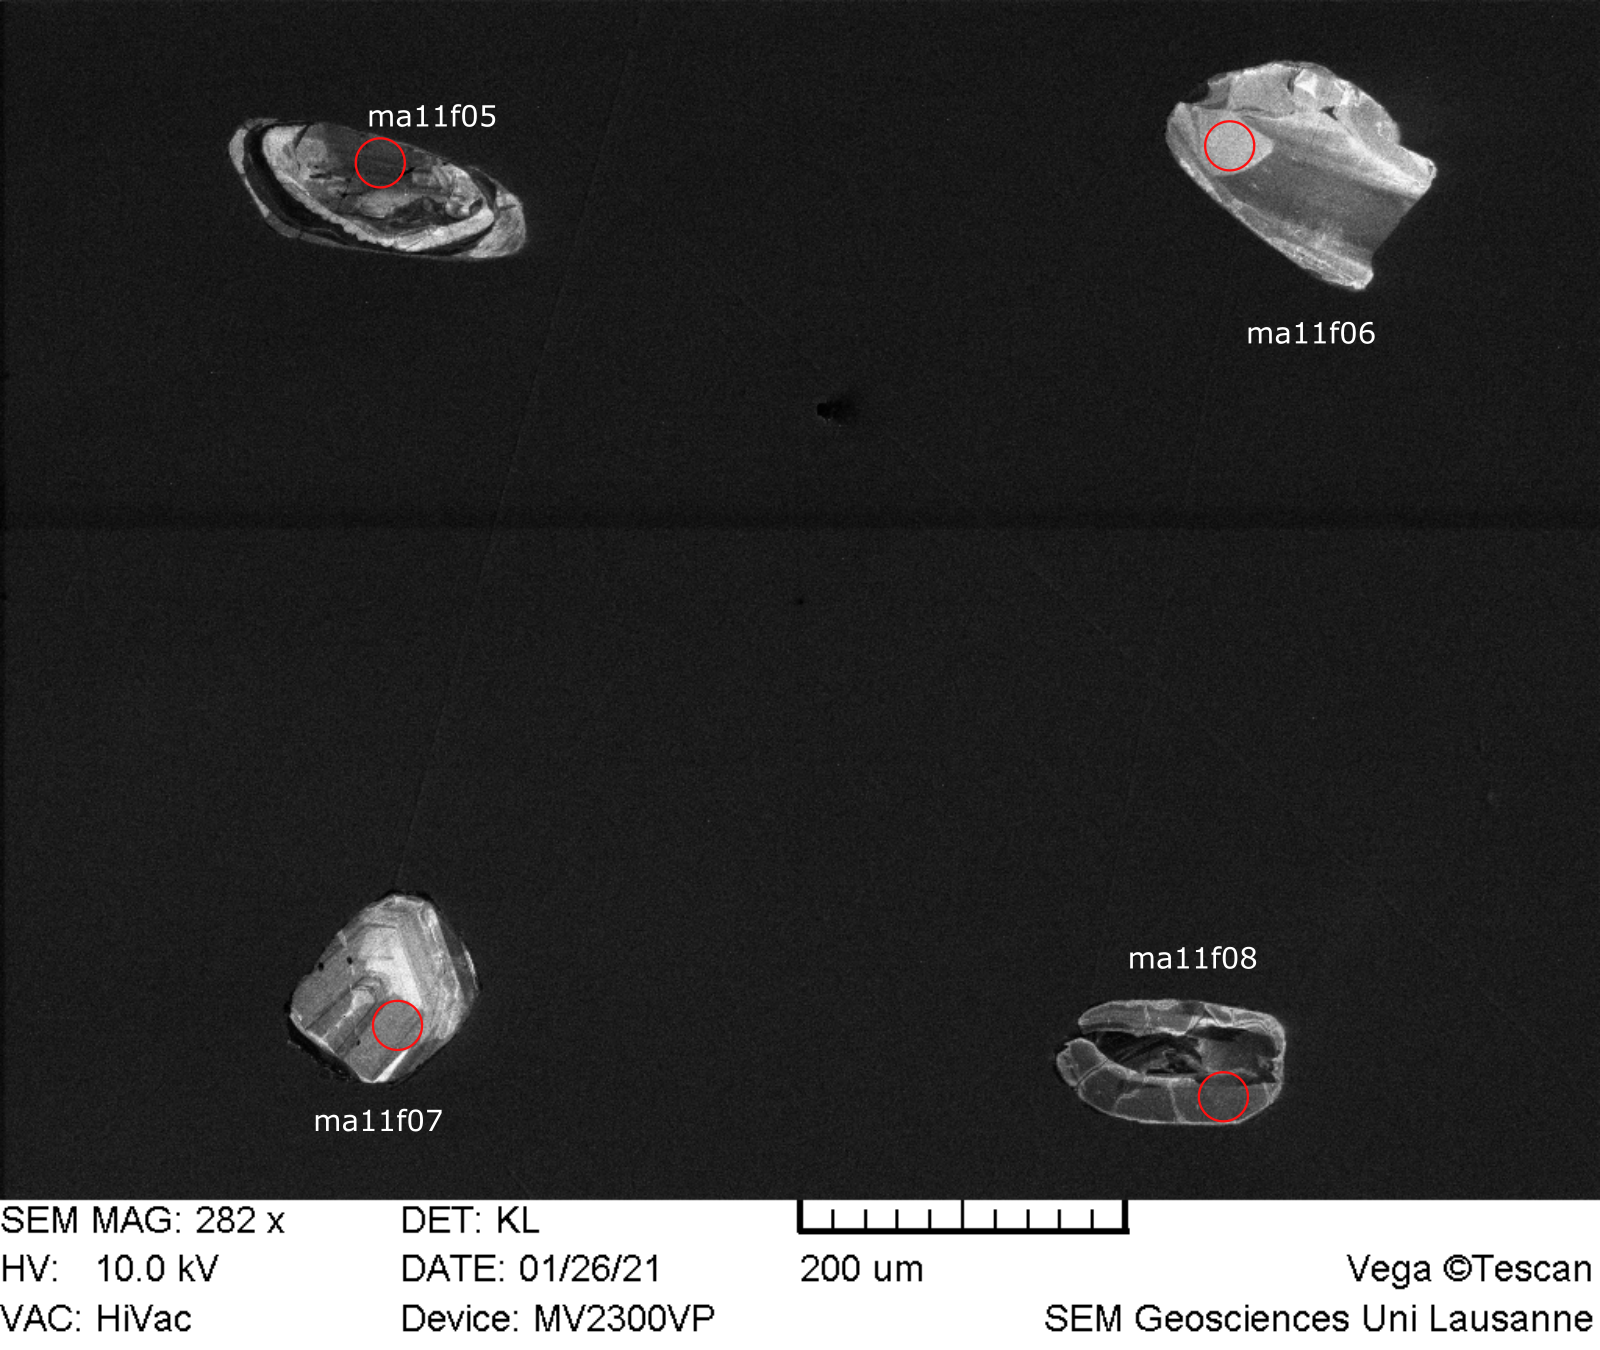 ma11f05
ma11f06
ma11f07
ma11f08
SEM MAG: 282 x
DET: KL
HV: 10.0 kV
DATE: 01/26/21
200 um
Vega ©Tescan
VAC: HiVac
Device: MV2300VP
SEM Geosciences Uni Lausanne